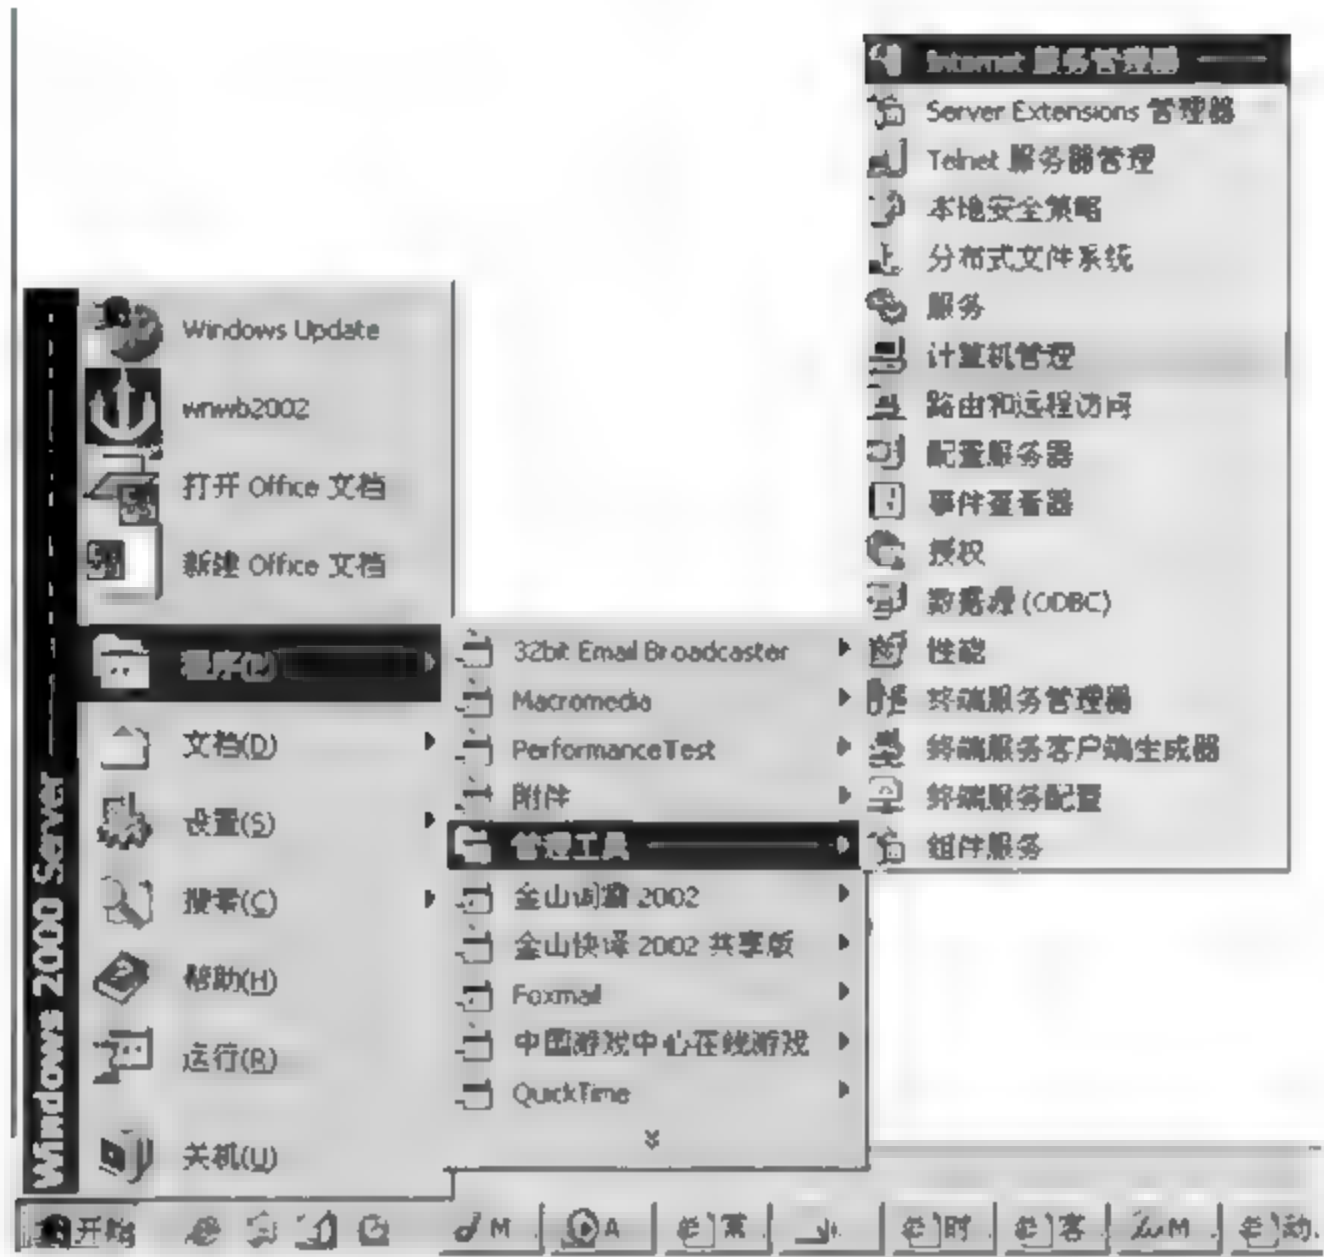 Windows 2000 Server
Windows Update
wnwb2002
打开 Office 文档
新建 Office 文档
程序(P)
文档(D)
设置(S)
搜索(C)
帮助(H)
运行(R)
关机(U)
32bit Email Broadcaster
Macromedia
PerformanceTest
附件
管理工具
金山词霸 2002
金山快译 2002 共享版
Foxmail
中国游戏中心在线游戏
QuickTime
Internet 服务管理器
Server Extensions 管理器
Telnet 服务器管理
本地安全策略
分布式文件系统
服务
计算机管理
路由和远程访问
配置服务器
事件查看器
授权
数据源 (ODBC)
性能
终端服务管理器
终端服务客户端生成器
终端服务配置
组件服务
开始 M A 常 时 客 M 动